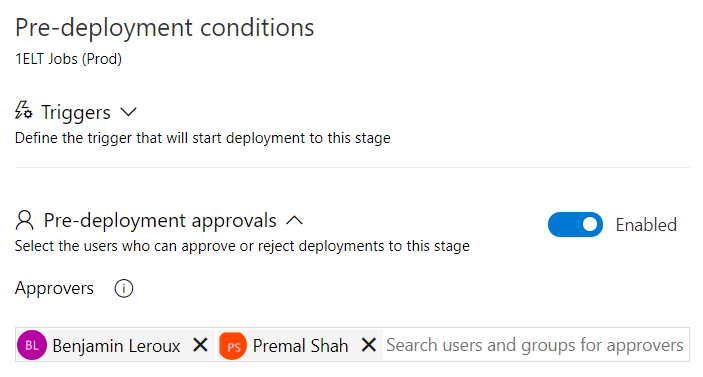 Pre-deployment conditions
1ELT Jobs (Prod)
Triggers
Define the trigger that will start deployment to this stage
Pre-deployment approvals
Enabled
Select the users who can approve or reject deployments to this stage
Approvers
BL Benjamin Leroux PS Premal Shah Search users and groups for approvers